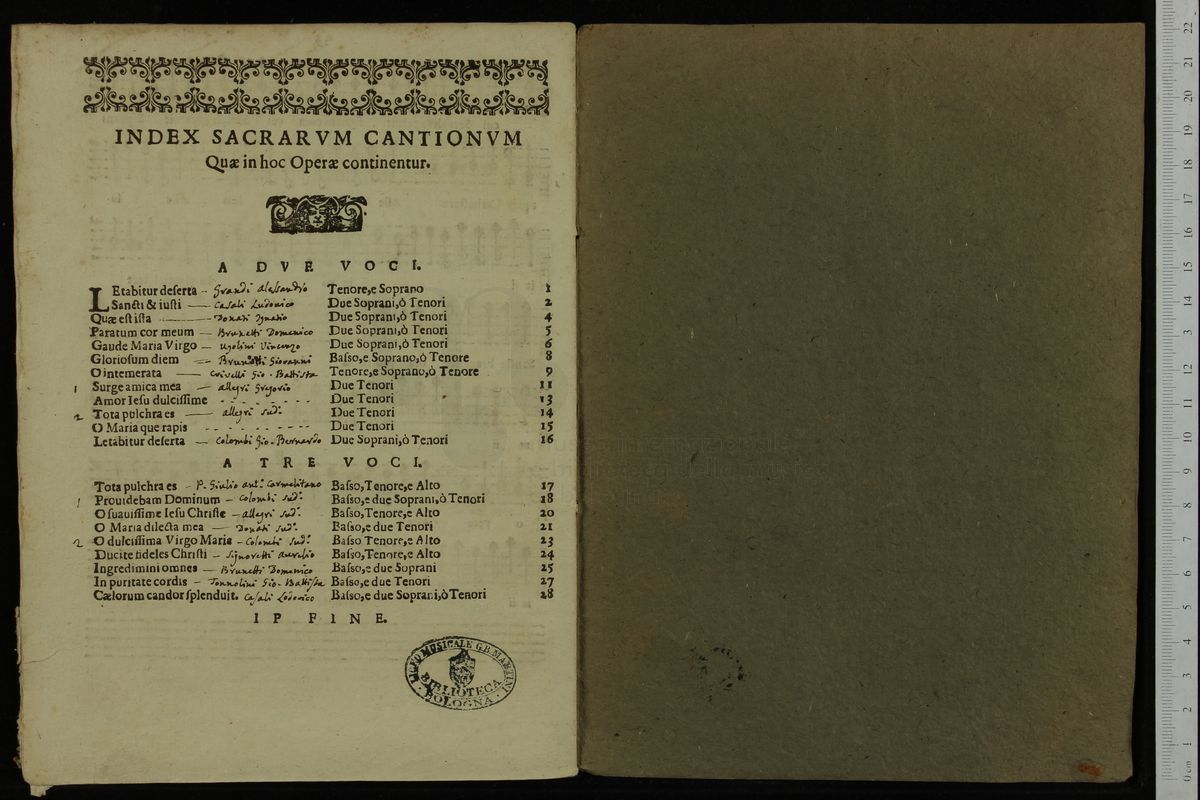 INDEX SACRARVM CANTIONVM
Quæ in hoc Operæ continentur.
A DVE VOCI.
LEtabitur deserta - Grandi Alessandro Tenore, e Soprano 1
Sancti & iusti — Casali Ludovico Due Soprani, ò Tenori 2
Quæ est ista — Donati Ignatio Due Soprani, ò Tenori 4
Paratum cor meum — Brunetti Domenico Due Soprani, ò Tenori 5
Gaude Maria Virgo — Ugolini Vincenzo Due Soprani, ò Tenori 6
Gloriosum diem — Brunetti Giovanni Basso, e Soprano, ò Tenore 8
O intemerata — Crivelli Gio. Battista Tenore, e Soprano, ò Tenore 9
1 Surge amica mea — Allegri Gregorio Due Tenori 11
Amor Iesu dulcissime - - - - - - - - Due Tenori 13
2 Tota pulchra es — Allegri sud.º Due Tenori 14
O Maria que rapis - - - - - - - - Due Tenori 15
Letabitur deserta — Colombi Gio. Bernardo Due Soprani, ò Tenori 16
A TRE VOCI.
Tota pulchra es - P. Giulio Ant.º Carmelitano Basso, Tenore, e Alto 17
1 Prouidebam Dominum - Colombi sud.º Basso, e due Soprani, ò Tenori 18
O suauissime Iesu Christe - Allegri sud.º Basso, Tenore, e Alto 20
O Maria dilecta mea — Donati sud.º Basso, e due Tenori 21
2 O dulcissima Virgo Maria - Colombi sud.º Basso Tenore, e Alto 23
Ducite fideles Christi - Signoretti Aurelio Basso, Tenore, e Alto 24
Ingredimini omnes — Brunetti Domenico Basso, e due Soprani 25
In puritate cordis - Tonnolini Gio. Battista Basso, e due Tenori 27
Cælorum candor splenduit. Casali Lodovico Basso, e due Soprani, ò Tenori 28
IP FINE.
LICEO MUSICALE G.B. MARTINI
BIBLIOTECA
BOLOGNA